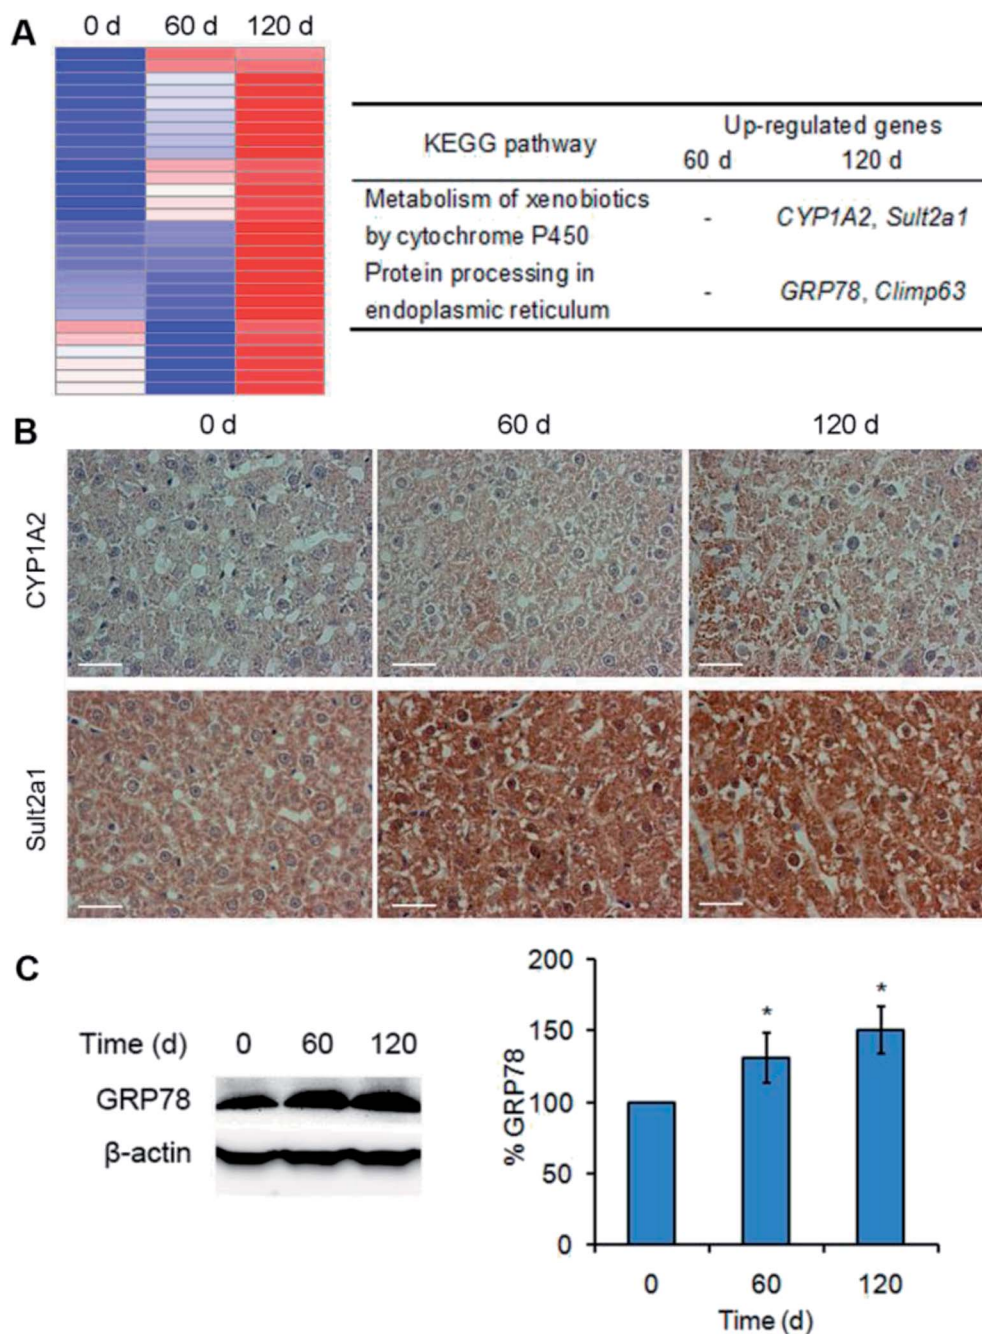 A
0 d 60 d 120 d
KEGG pathway
Up-regulated genes
60 d 120 d
Metabolism of xenobiotics
by cytochrome P450
- CYP1A2, Sult2a1
Protein processing in
endoplasmic reticulum
- GRP78, Climp63
B
0 d 60 d 120 d
CYP1A2
Sult2a1
C
Time (d) 0 60 120
GRP78
β-actin
% GRP78
200
150
100
50
0
* *
0 60 120
Time (d)